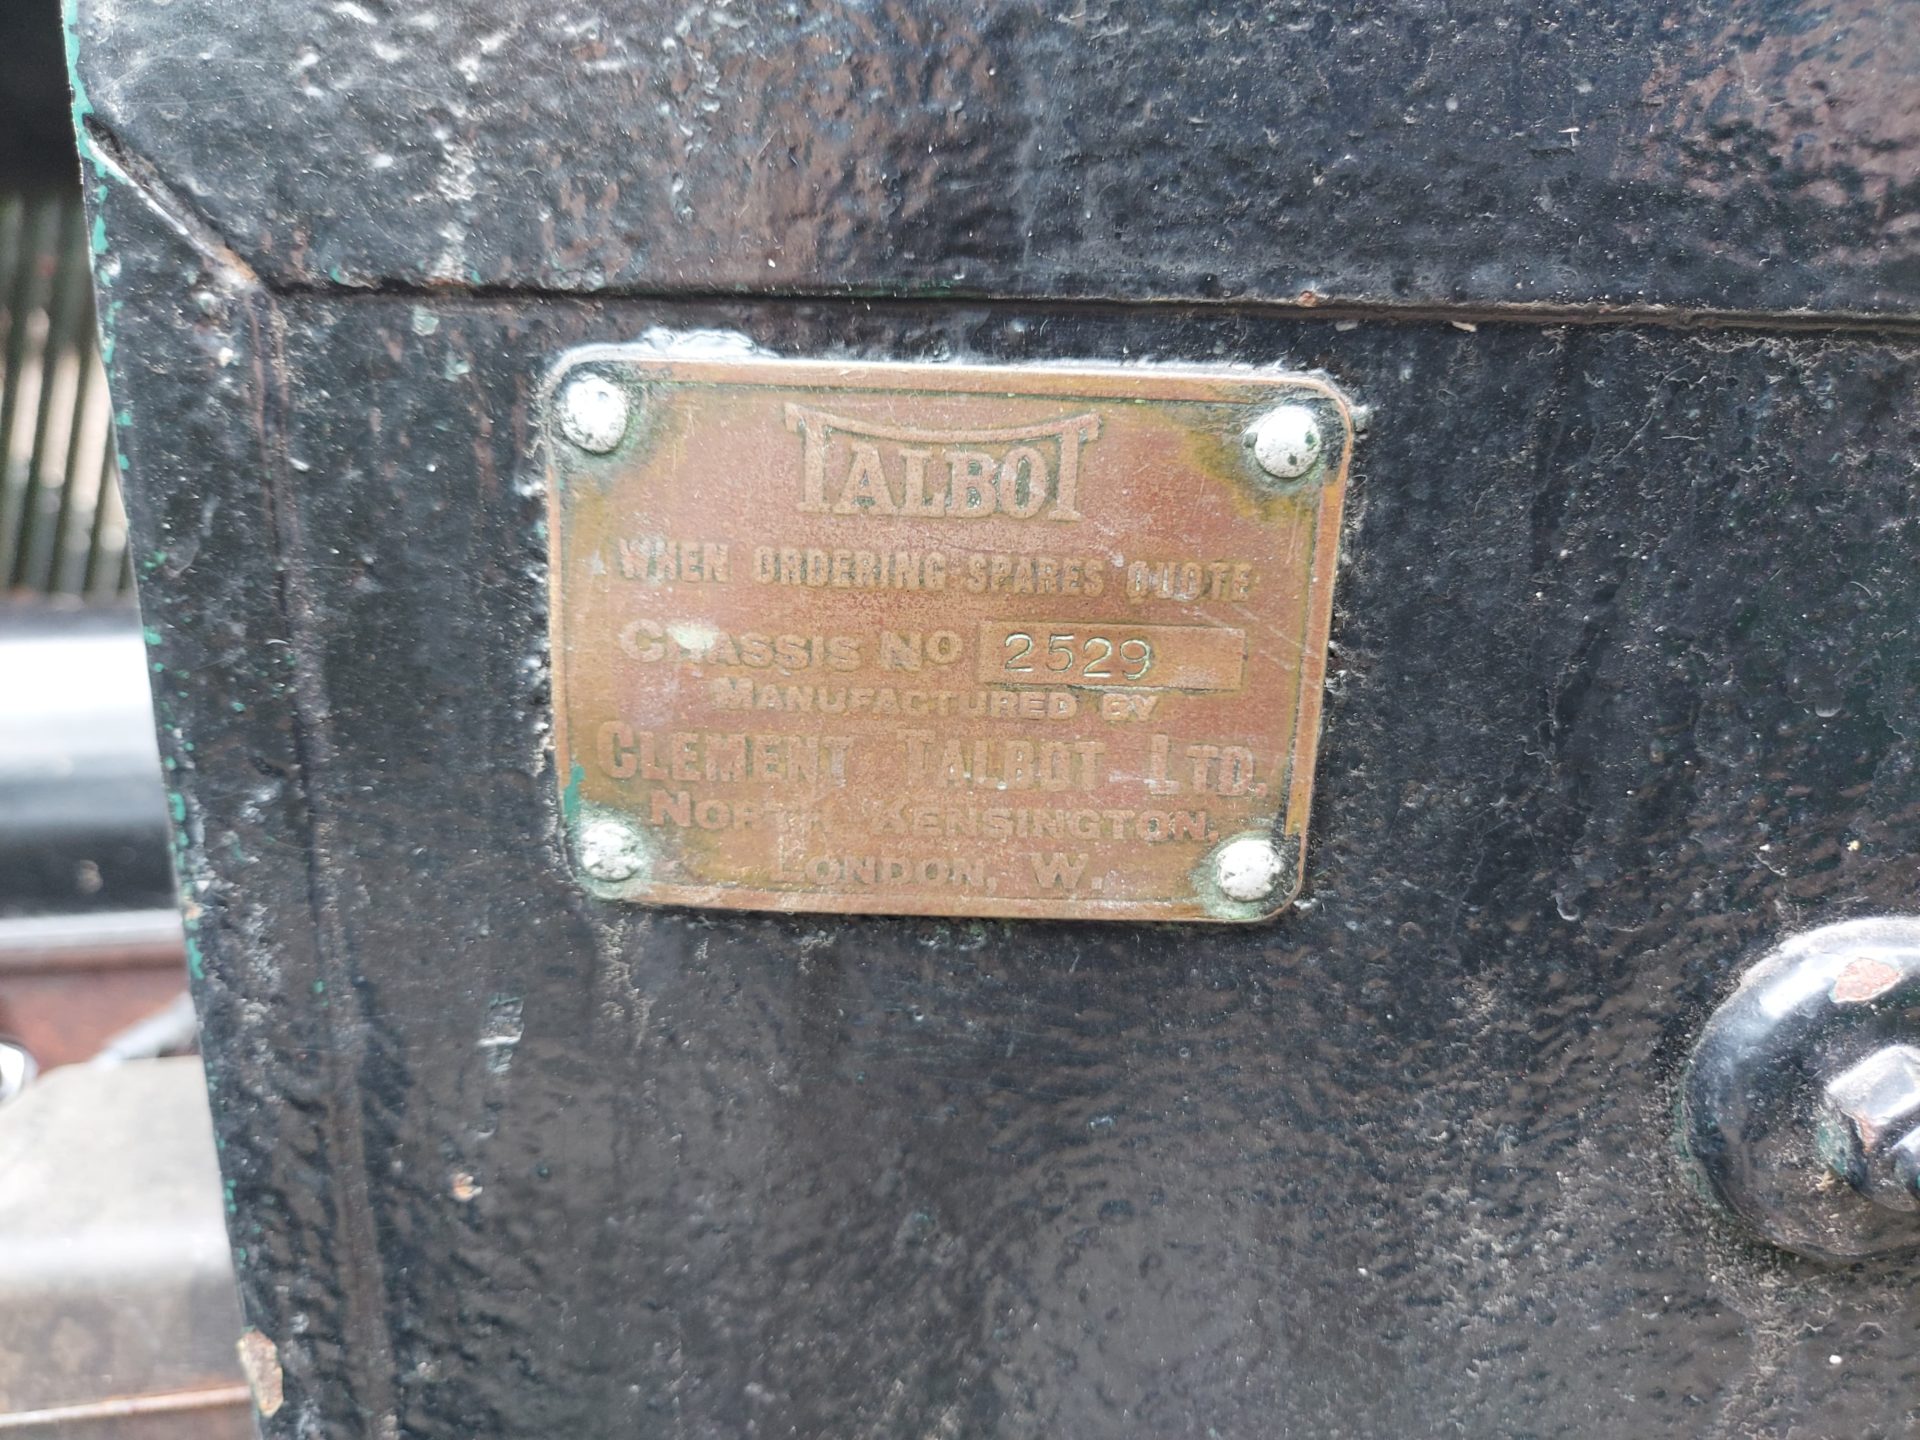 TALBOT
WHEN ORDERING SPARES QUOTE
CHASSIS NO 2529
MANUFACTURED BY
CLEMENT TALBOT LTD.
NORTH KENSINGTON,
LONDON, W.